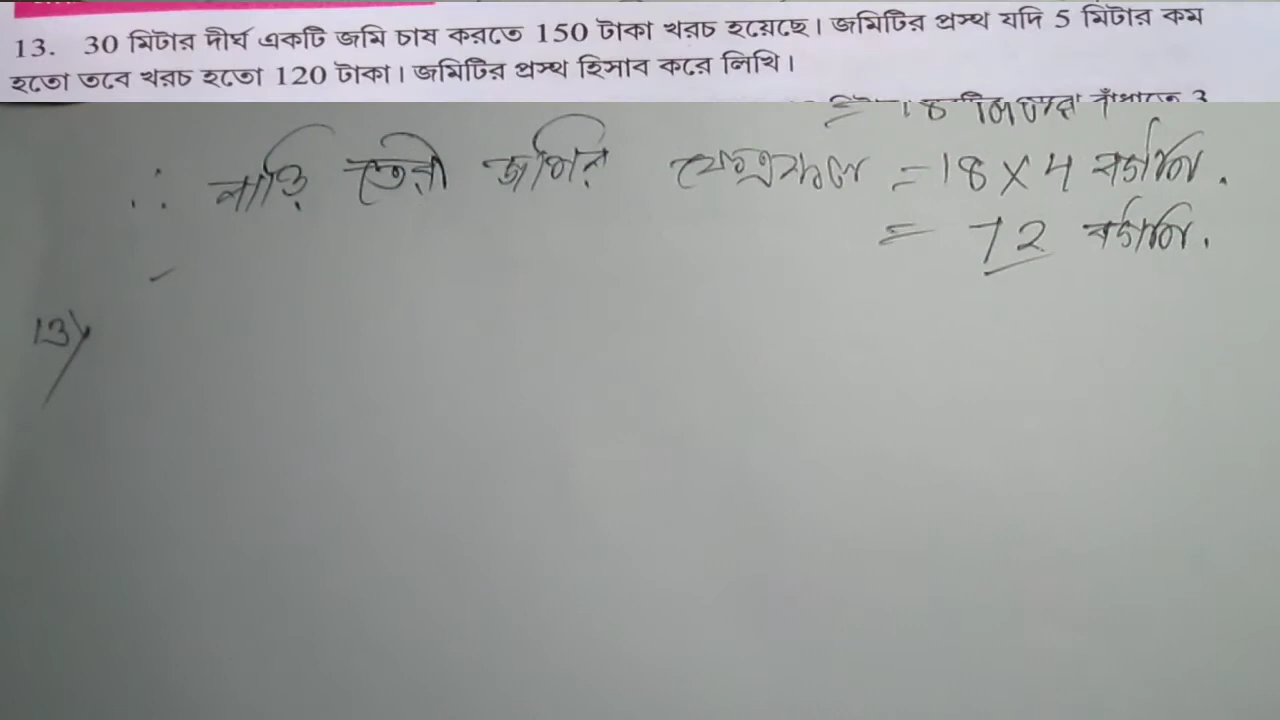 13. 30 মিটার দীর্ঘ একটি জমি চাষ করতে 150 টাকা খরচ হয়েছে। জমিটির প্রস্থ যদি 5 মিটার কম
হতো তবে খরচ হতো 120 টাকা। জমিটির প্রস্থ হিসাব করে লিখি।
∴ বাড়ি তৈরী জমির ক্ষেত্রফল = 18 × 4 বর্গমি.
= 72 বর্গমি.
13)